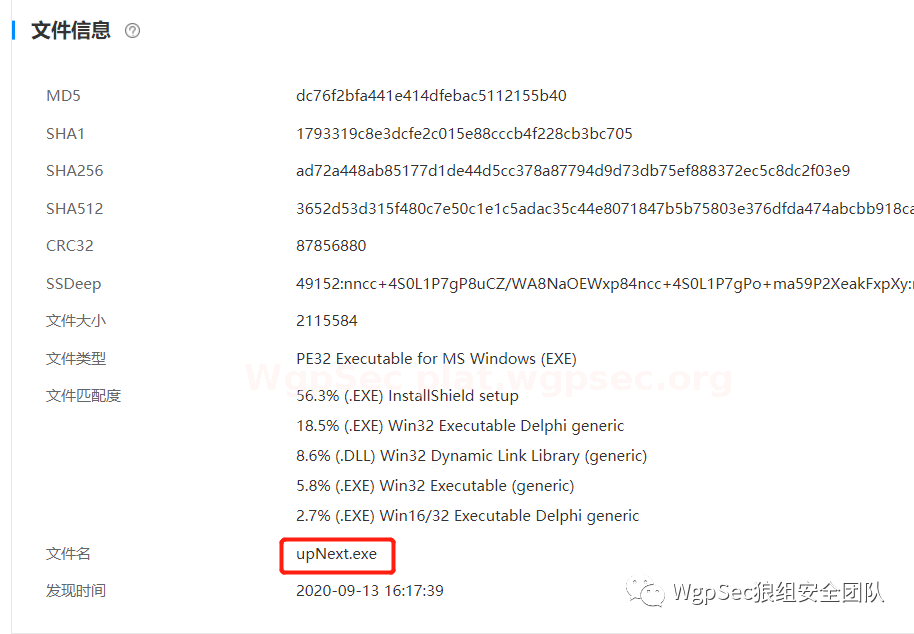 文件信息
MD5 dc76f2bfa441e414dfebac5112155b40
SHA1 1793319c8e3dcfe2c015e88cccb4f228cb3bc705
SHA256 ad72a448ab85177d1de44d5cc378a87794d9d73db75ef888372ec5c8dc2f03e9
SHA512 3652d53d315f480c7e50c1e1c5adac35c44e8071847b5b75803e376dfda474abcbb918ca
CRC32 87856880
SSDeep 49152:nncc+4S0L1P7gP8uCZ/WA8NaOEWxp84ncc+4S0L1P7gPo+ma59P2XeakFxpXy:
文件大小 2115584
文件类型 PE32 Executable for MS Windows (EXE)
WgpSec plat.wgpsec.org
文件匹配度 56.3% (.EXE) InstallShield setup
18.5% (.EXE) Win32 Executable Delphi generic
8.6% (.DLL) Win32 Dynamic Link Library (generic)
5.8% (.EXE) Win32 Executable (generic)
2.7% (.EXE) Win16/32 Executable Delphi generic
文件名 upNext.exe
发现时间 2020-09-13 16:17:39
WgpSec狼组安全团队